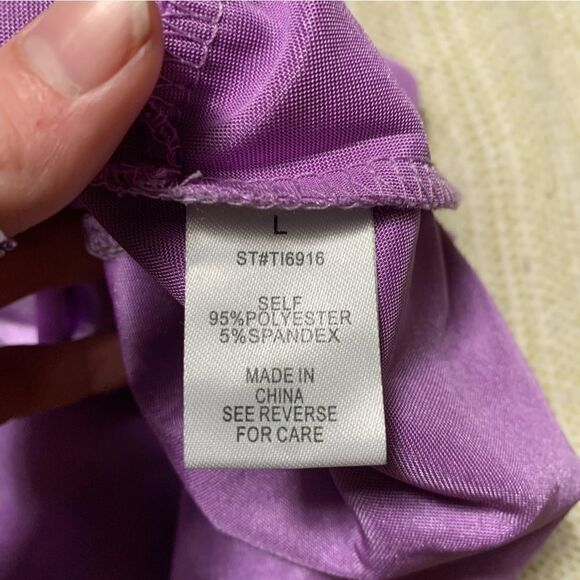 L
ST#TI6916
SELF
95%POLYESTER
5%SPANDEX
MADE IN
CHINA
SEE REVERSE
FOR CARE